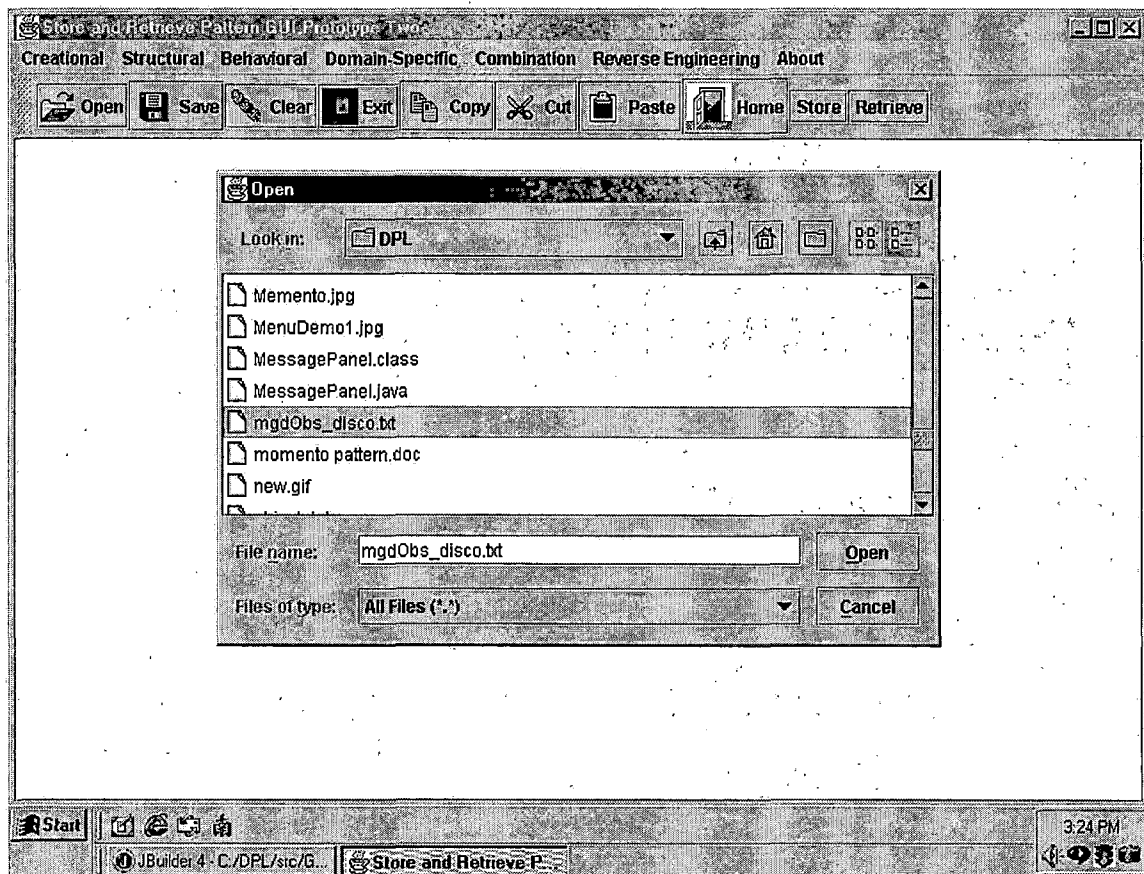 Store and Retrieve Pattern GUI:Prototype Two
Creational Structural Behavioral Domain-Specific Combination Reverse Engineering About
Open Save Clear Exit Copy Cut Paste Home Store Retrieve
Open
Look in: DPL
Memento.jpg
MenuDemo1.jpg
MessagePanel.class
MessagePanel.java
mgdObs_disco.txt
momento pattern.doc
new.gif
File name: mgdObs_disco.txt Open
Files of type: All Files (*.*) Cancel
Start 3:24 PM
JBuilder 4 - C:/DPL/src/G... Store and Retrieve P...